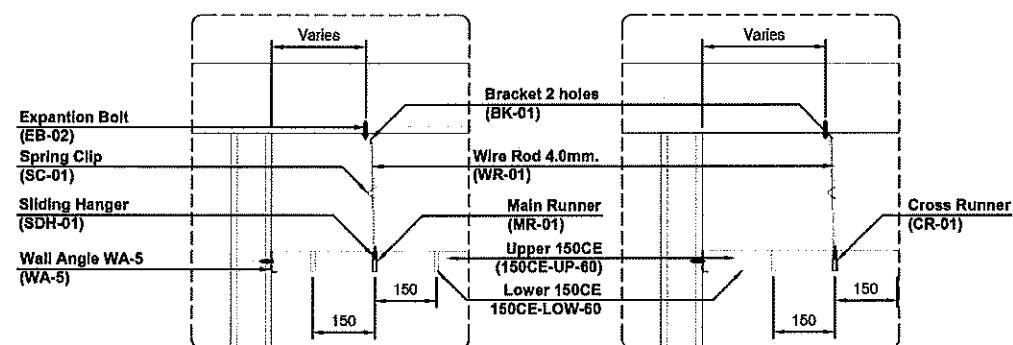 Varies
Varies
Expantion Bolt
(EB-02)
Bracket 2 holes
(BK-01)
Spring Clip
(SC-01)
Wire Rod 4.0mm.
(WR-01)
Sliding Hanger
(SDH-01)
Main Runner
(MR-01)
Cross Runner
(CR-01)
Wall Angle WA-5
(WA-5)
Upper 150CE
(150CE-UP-60)
Lower 150CE
150CE-LOW-60
150
150
150
150